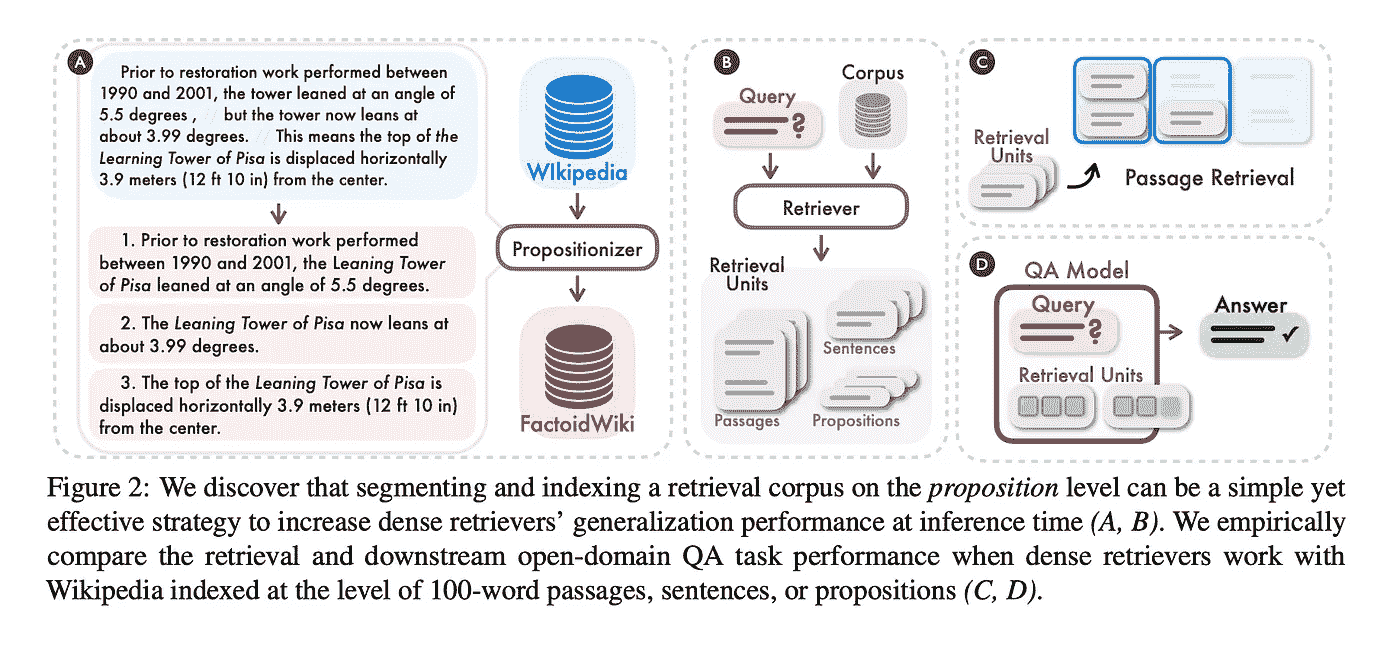 A
Prior to restoration work performed between
1990 and 2001, the tower leaned at an angle of
5.5 degrees , // but the tower now leans at
about 3.99 degrees. // This means the top of the
Learning Tower of Pisa is displaced horizontally
3.9 meters (12 ft 10 in) from the center.
1. Prior to restoration work performed
between 1990 and 2001, the Leaning Tower
of Pisa leaned at an angle of 5.5 degrees.
2. The Leaning Tower of Pisa now leans at
about 3.99 degrees.
3. The top of the Leaning Tower of Pisa is
displaced horizontally 3.9 meters (12 ft 10 in)
from the center.
WIkipedia
Propositionizer
FactoidWiki
B
Query
?
Corpus
Retriever
Retrieval
Units
Passages
Sentences
Propositions
C
Retrieval
Units
Passage Retrieval
D
QA Model
Query
?
Retrieval Units
Answer
Figure 2: We discover that segmenting and indexing a retrieval corpus on the proposition level can be a simple yet
effective strategy to increase dense retrievers’ generalization performance at inference time (A, B). We empirically
compare the retrieval and downstream open-domain QA task performance when dense retrievers work with
Wikipedia indexed at the level of 100-word passages, sentences, or propositions (C, D).